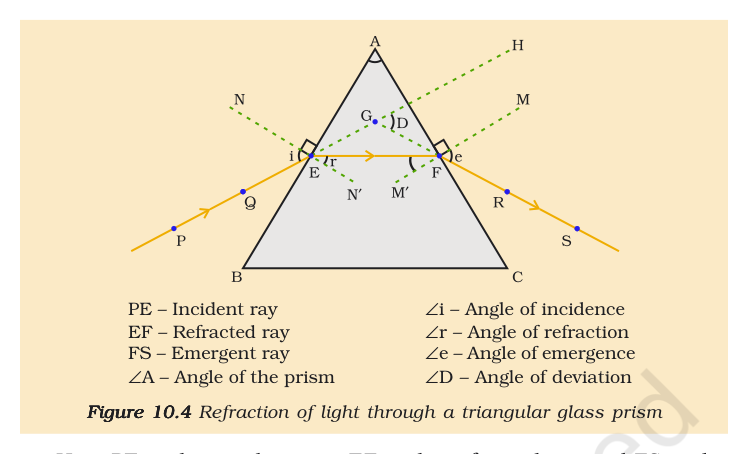 A
H
N
M
G
D
i
r
e
E
F
N′
M′
Q
R
P
S
B
C
PE – Incident ray
EF – Refracted ray
FS – Emergent ray
∠A – Angle of the prism
∠i – Angle of incidence
∠r – Angle of refraction
∠e – Angle of emergence
∠D – Angle of deviation
Figure 10.4 Refraction of light through a triangular glass prism